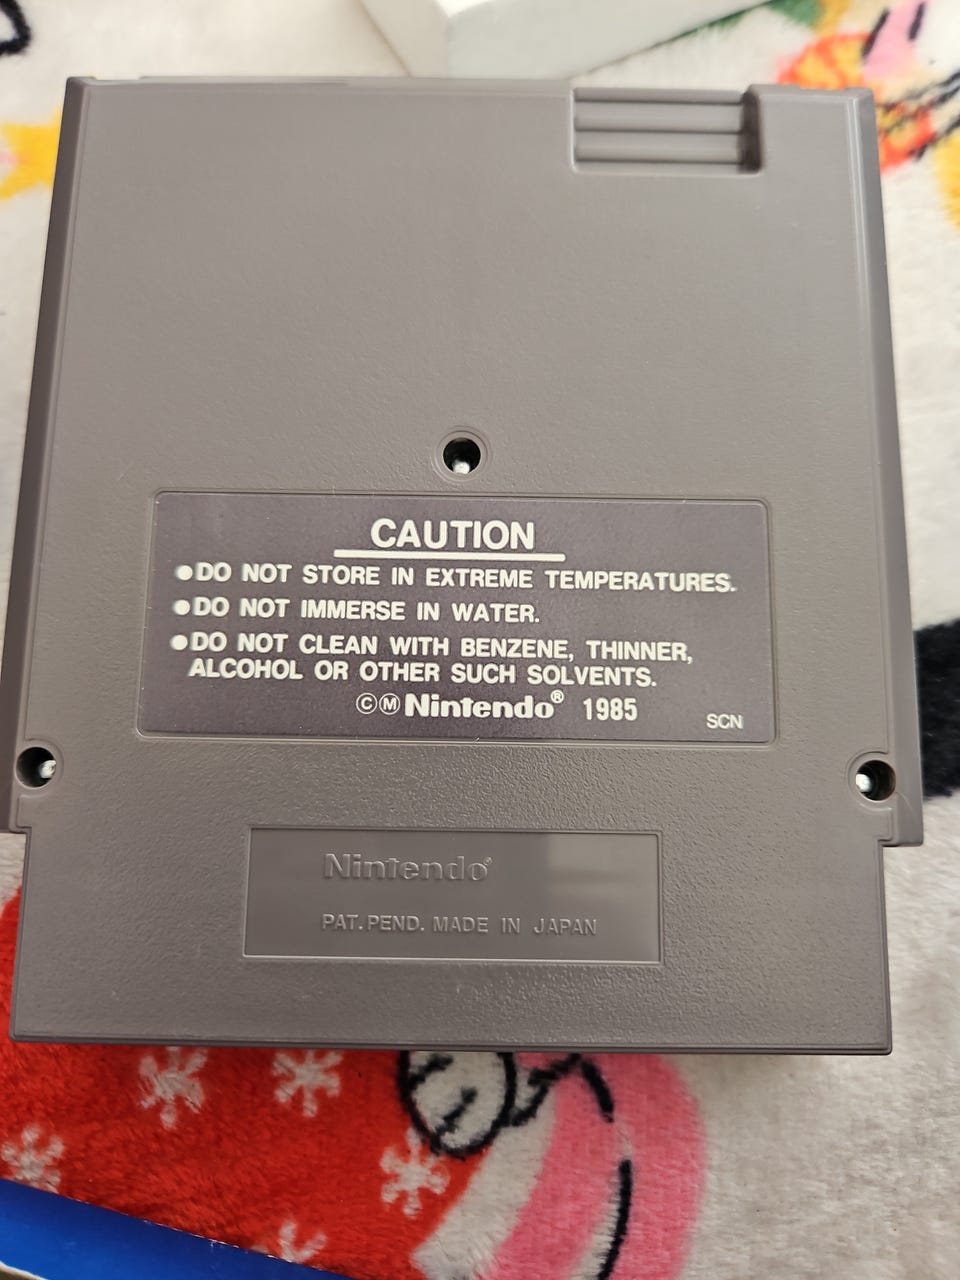 CAUTION
●DO NOT STORE IN EXTREME TEMPERATURES.
●DO NOT IMMERSE IN WATER.
●DO NOT CLEAN WITH BENZENE, THINNER,
ALCOHOL OR OTHER SUCH SOLVENTS.
ⒸⓂNintendo® 1985
SCN
Nintendo®
PAT.PEND. MADE IN JAPAN